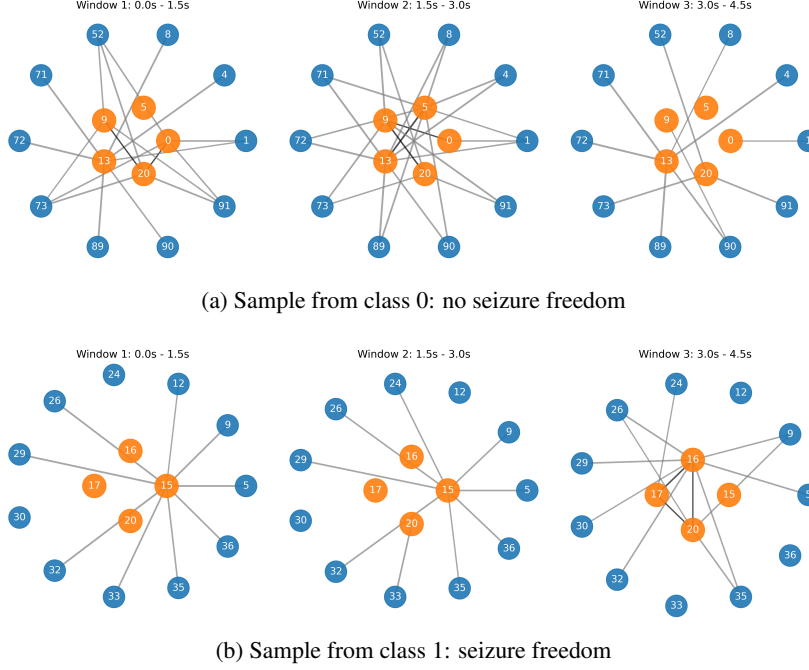 Window 1: 0.0s - 1.5s Window 2: 1.5s - 3.0s Window 3: 3.0s - 4.5s
52 8 52 8 52 8
71 4 71 4 71 4
5 5 5
9 9 9
72 0 1 72 0 1 72 0 1
13 13 13
20 20 20
73 91 73 91 73 91
89 90 89 90 89 90
(a) Sample from class 0: no seizure freedom
Window 1: 0.0s - 1.5s Window 2: 1.5s - 3.0s Window 3: 3.0s - 4.5s
24 12 24 12 24 12
26 9 26 9 26 9
29 16 29 16 29 16
17 15 5 17 15 5 17 15 5
30 20 30 20 30 20
32 36 32 36 32 36
33 35 33 35 33 35
(b) Sample from class 1: seizure freedom